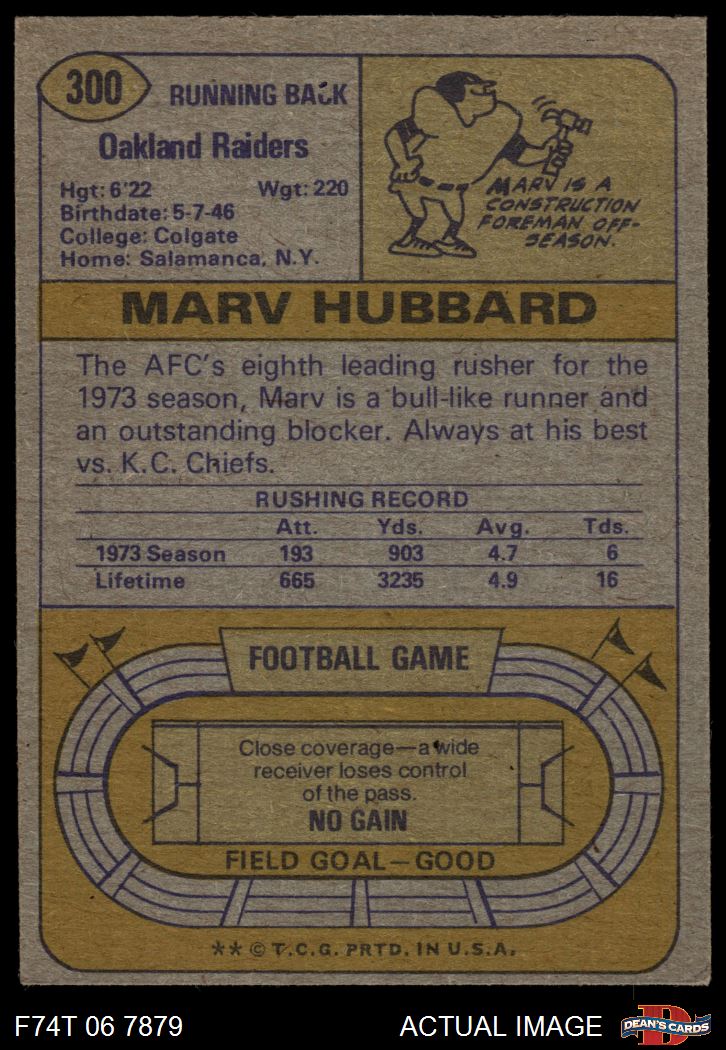 300
RUNNING BACK
Oakland Raiders
Hgt: 6'22 Wgt: 220
Birthdate: 5-7-46
College: Colgate
Home: Salamanca, N.Y.
MARV IS A
CONSTRUCTION
FOREMAN OFF-
SEASON.
MARV HUBBARD
The AFC's eighth leading rusher for the
1973 season, Marv is a bull-like runner and
an outstanding blocker. Always at his best
vs. K.C. Chiefs.
RUSHING RECORD
Att. Yds. Avg. Tds.
1973 Season 193 903 4.7 6
Lifetime 665 3235 4.9 16
FOOTBALL GAME
Close coverage—a wide
receiver loses control
of the pass.
NO GAIN
FIELD GOAL—GOOD
** © T.C.G. PRTD. IN U.S.A.
F74T 06 7879 ACTUAL IMAGE
D
DEAN'S CARDS